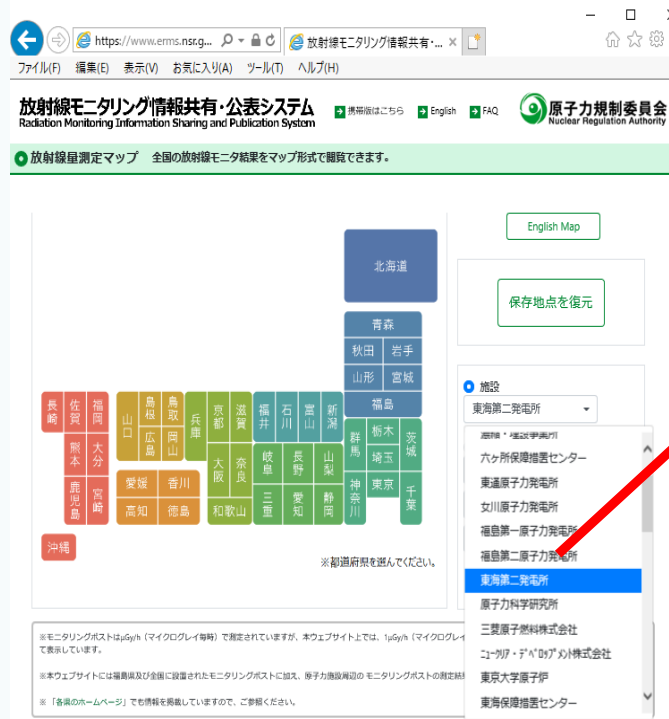 https://www.erms.nsr.g...
放射線モニタリング情報共有・...
ファイル(F) 編集(E) 表示(V) お気に入り(A) ツール(T) ヘルプ(H)
放射線モニタリング情報共有・公表システム
Radiation Monitoring Information Sharing and Publication System
携帯版はこちら English FAQ
原子力規制委員会
Nuclear Regulation Authority
放射線量測定マップ 全国の放射線モニタ結果をマップ形式で閲覧できます。
English Map
保存地点を復元
北海道
青森
秋田 岩手
山形 宮城
福島
長崎 佐賀 福岡 山口 島根 鳥取 兵庫 京都 滋賀 福井 石川 富山 新潟 群馬 栃木 茨城
熊本 大分 広島 岡山 大阪 奈良 岐阜 長野 山梨 埼玉
鹿児島 宮崎 愛媛 香川 三重 愛知 静岡 神奈川 東京 千葉
高知 徳島 和歌山
沖縄
※都道府県を選んでください。
施設
東海第二発電所
六ヶ所保障措置センター
東通原子力発電所
女川原子力発電所
福島第一原子力発電所
福島第二原子力発電所
東海第二発電所
原子力科学研究所
三菱原子燃料株式会社
ニュークリア・デベロップメント株式会社
東京大学原子炉
東海保障措置センター
※モニタリングポストはμGy/h（マイクログレイ毎時）で測定されていますが、本ウェブサイト上では、1μGy/h（マイクログレイ
て表示しています。
※本ウェブサイトには福島県及び全国に設置されたモニタリングポストに加え、原子力施設周辺の モニタリングポストの測定結
※ 「各県のホームページ」でも情報を掲載していますので、ご参照ください。